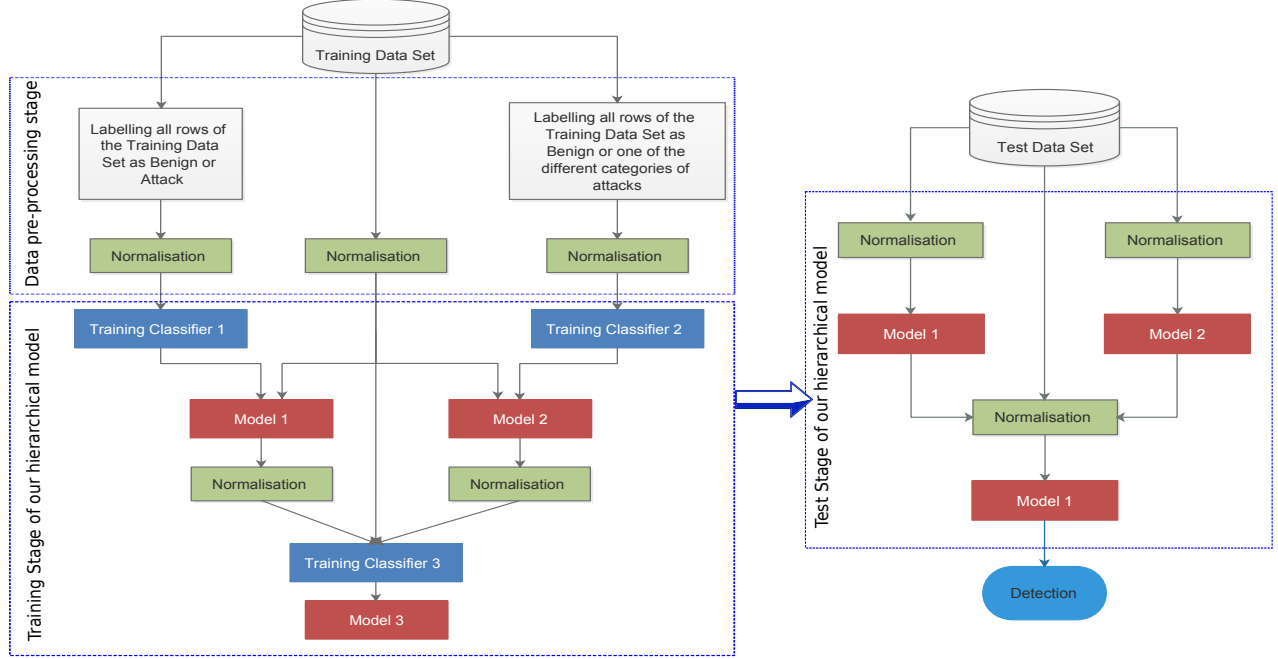 Training Data Set
Data pre-processing stage
Labelling all rows of
the Training Data
Set as Benign or
Attack
Labelling all rows of the
Training Data Set as
Benign or one of the
different categories of
attacks
Normalisation
Normalisation
Normalisation
Training Stage of our hierarchical model
Training Classifier 1
Training Classifier 2
Model 1
Model 2
Normalisation
Normalisation
Training Classifier 3
Model 3
Test Data Set
Test Stage of our hierarchical model
Normalisation
Normalisation
Model 1
Model 2
Normalisation
Model 1
Detection